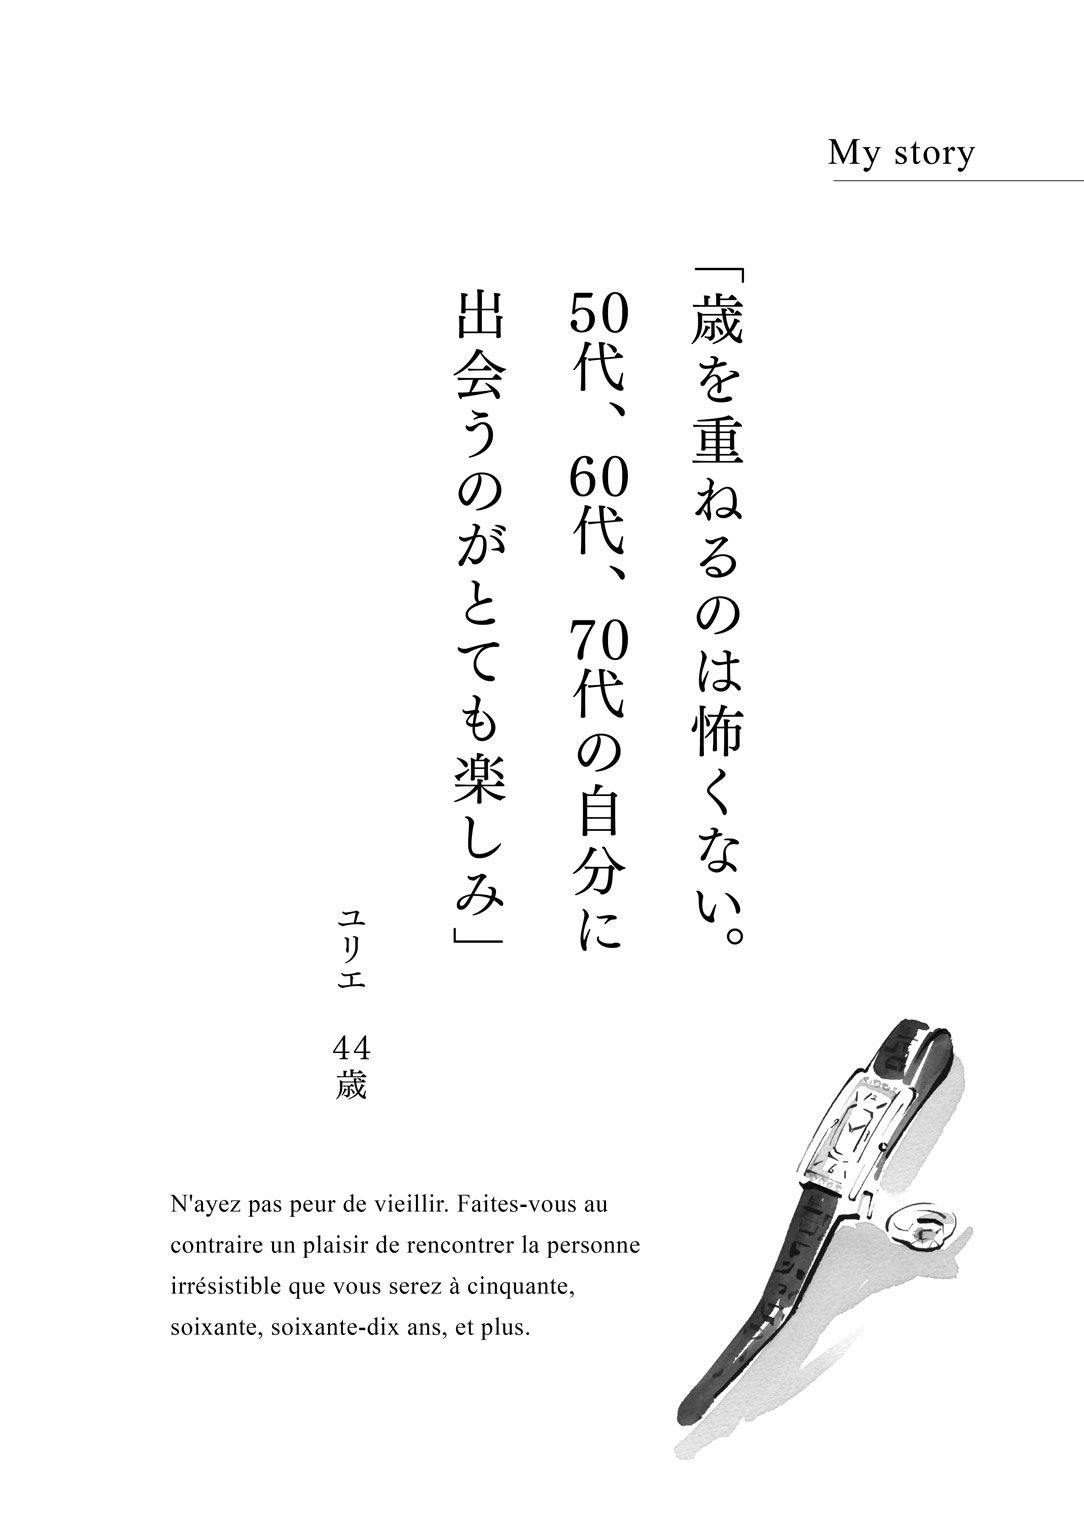 My story
「歳を重ねるのは怖くない。
50代、60代、70代の自分に
出会うのがとても楽しみ」
ユリエ 44歳
N'ayez pas peur de vieillir. Faites-vous au
contraire un plaisir de rencontrer la personne
irrésistible que vous serez à cinquante,
soixante, soixante-dix ans, et plus.
12
6